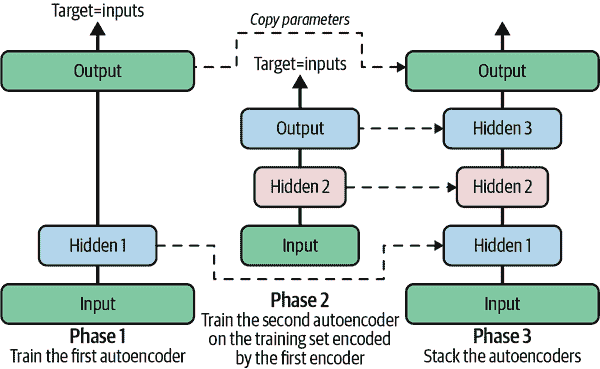 Target=inputs
Output
Hidden 1
Input
Phase 1
Train the first autoencoder
Copy parameters
Target=inputs
Output
Hidden 2
Input
Phase 2
Train the second autoencoder
on the training set encoded
by the first encoder
Output
Hidden 3
Hidden 2
Hidden 1
Input
Phase 3
Stack the autoencoders